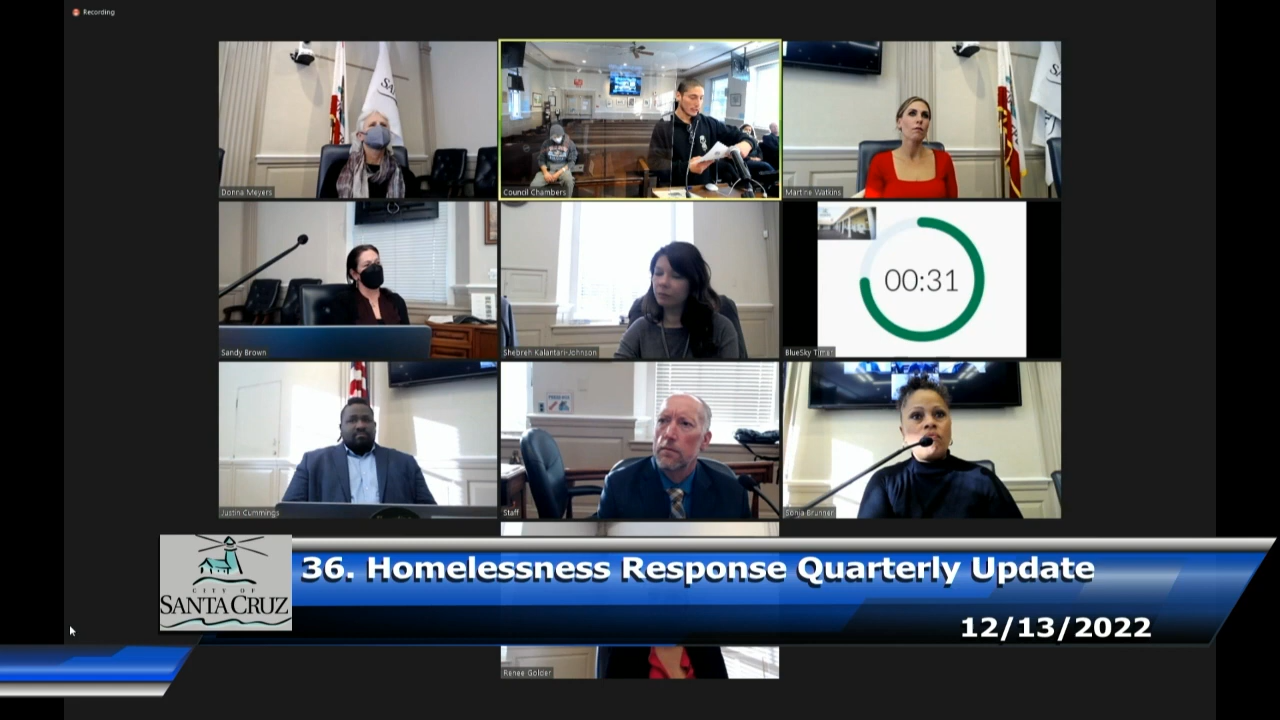 Recording
Donna Meyers
Council Chambers
Martine Watkins
Sandy Brown
Shebreh Kalantari-Johnson
00:31
BlueSky Timer
Justin Cummings
Staff
Sonja Brunner
CITY OF
SANTA CRUZ
36. Homelessness Response Quarterly Update
12/13/2022
Renee Golder